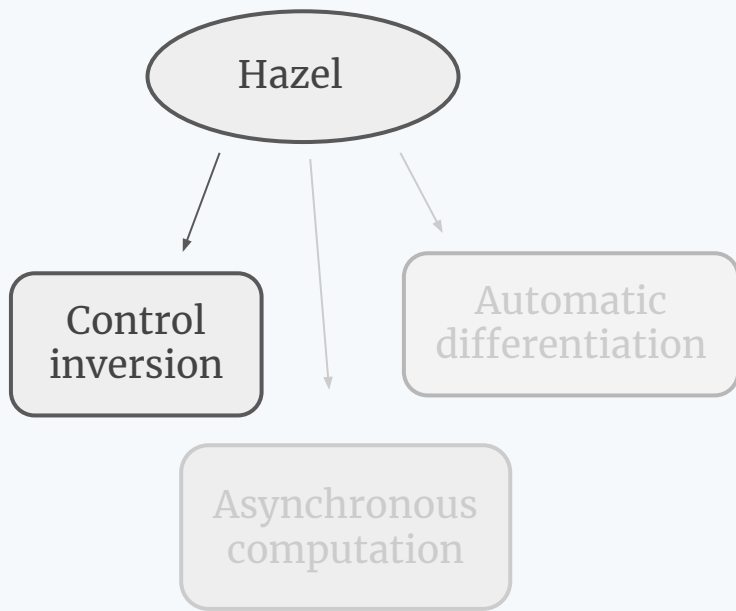 Hazel
Control
inversion
Automatic
differentiation
Asynchronous
computation